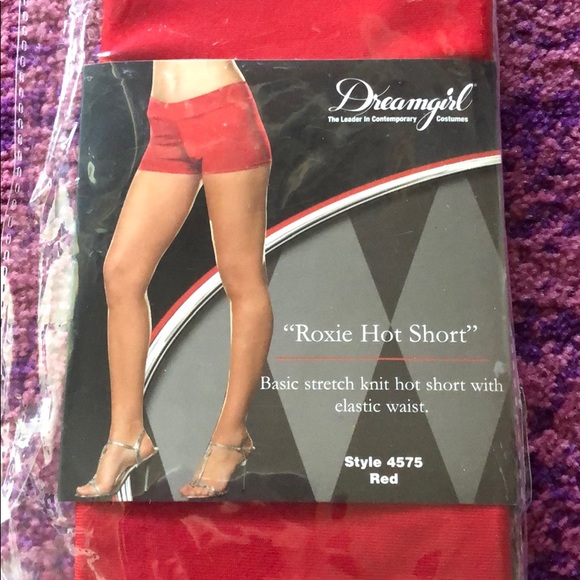 Dreamgirl
The Leader In Contemporary Costumes
“Roxie Hot Short”
Basic stretch knit hot short with
elastic waist.
Style 4575
Red